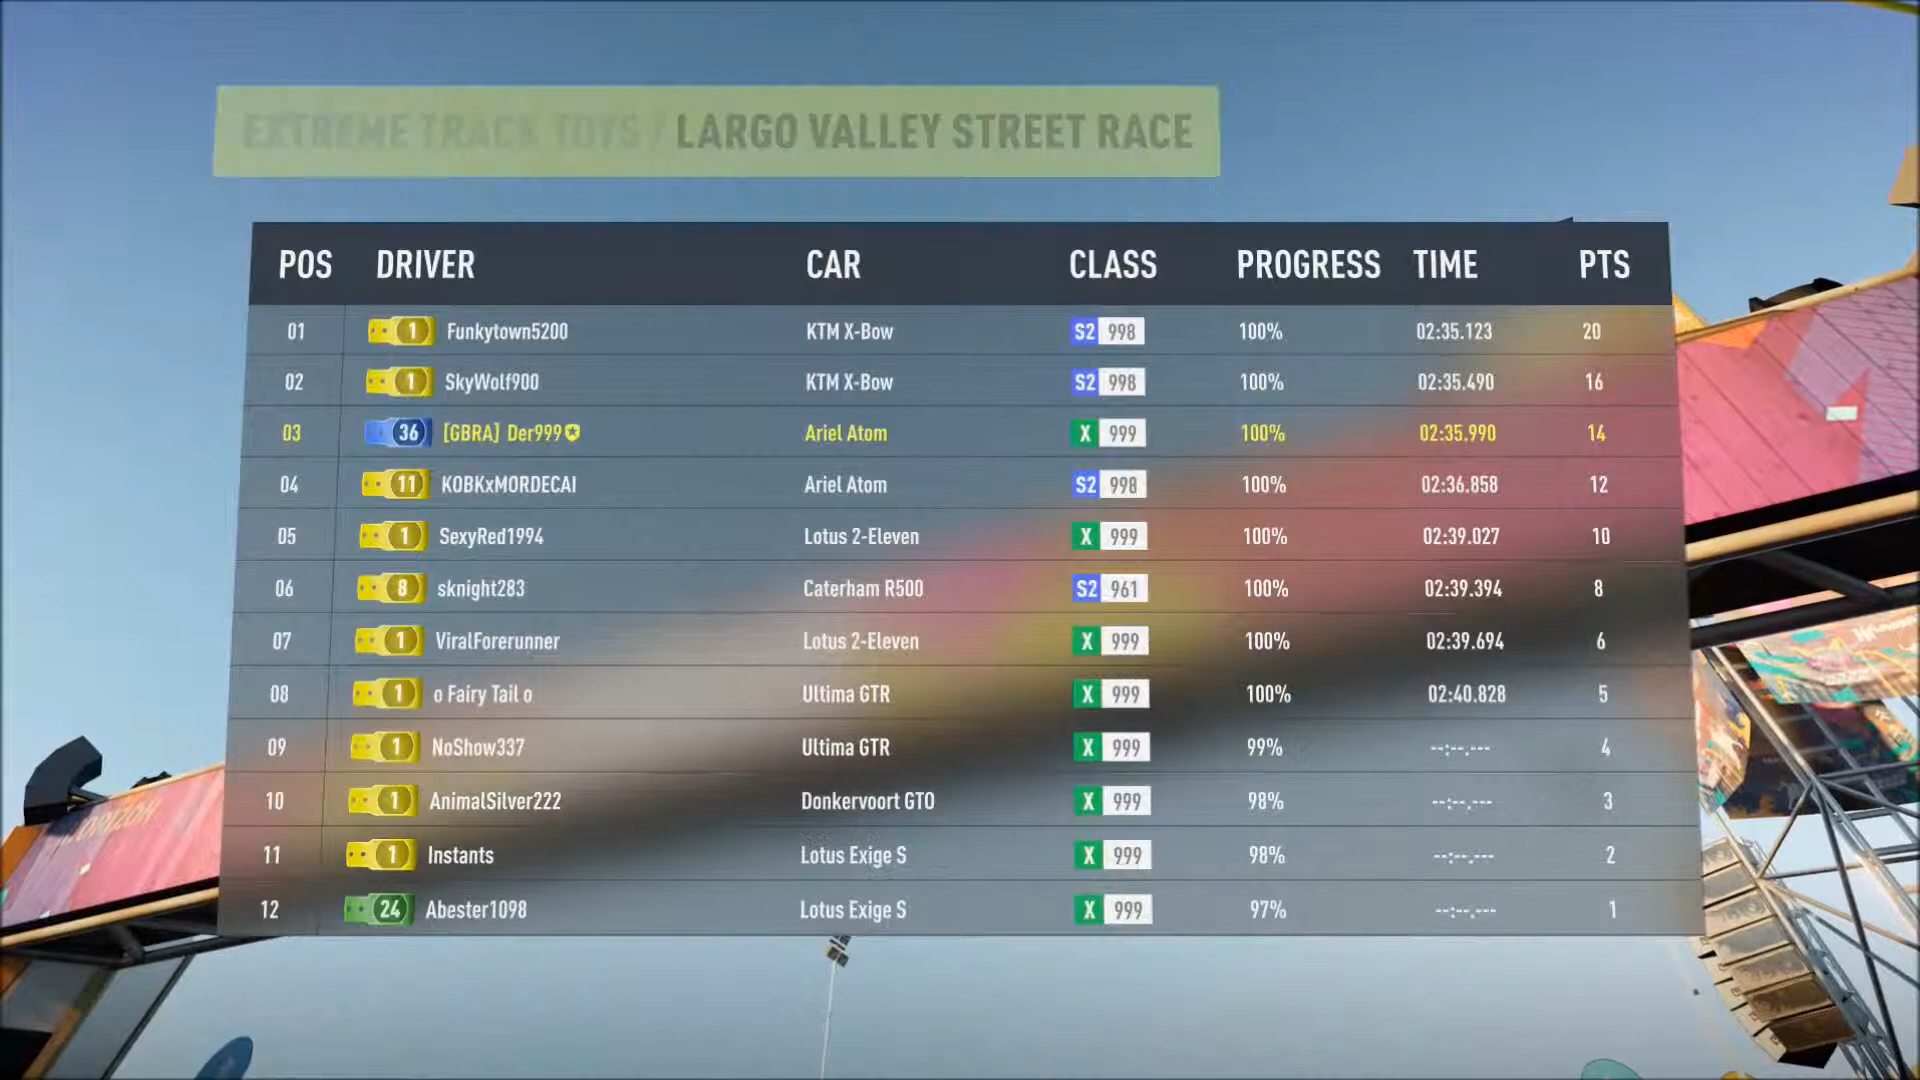 EXTREME TRACK TOYS / LARGO VALLEY STREET RACE
POS DRIVER CAR CLASS PROGRESS TIME PTS
01 1 Funkytown5200 KTM X-Bow S2 998 100% 02:35.123 20
02 1 SkyWolf900 KTM X-Bow S2 998 100% 02:35.490 16
03 36 [GBRA] Der999 Ariel Atom X 999 100% 02:35.990 14
04 11 KOBKxMORDECAI Ariel Atom S2 998 100% 02:36.858 12
05 1 SexyRed1994 Lotus 2-Eleven X 999 100% 02:39.027 10
06 8 sknight283 Caterham R500 S2 961 100% 02:39.394 8
07 1 ViralForerunner Lotus 2-Eleven X 999 100% 02:39.694 6
08 1 o Fairy Tail o Ultima GTR X 999 100% 02:40.828 5
09 1 NoShow337 Ultima GTR X 999 99% --:--.--- 4
10 1 AnimalSilver222 Donkervoort GTO X 999 98% --:--.--- 3
11 1 Instants Lotus Exige S X 999 98% --:--.--- 2
12 24 Abester1098 Lotus Exige S X 999 97% --:--.--- 1